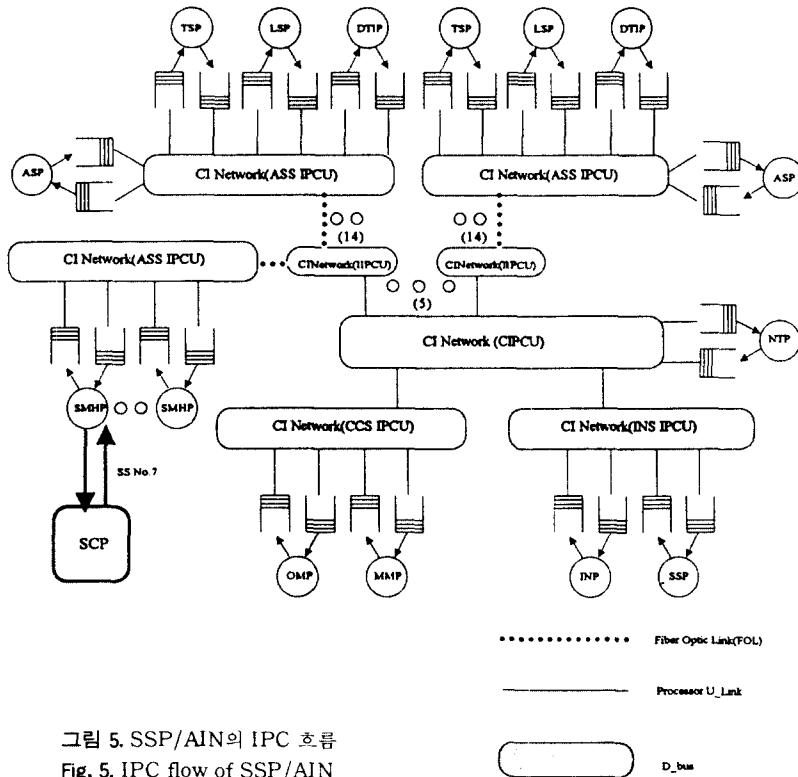 TSP LSP DTIP TSP LSP DTIP
ASP CI Network(ASS IPCU) CI Network(ASS IPCU) ASP
(14) (14)
CI Network(ASS IPCU) CINetwork(IIPCU) CINetwork(IIPCU)
(5)
CI Network (CIPCU) NTP
SMHP SMHP CI Network(CCS IPCU) CI Network(INS IPCU)
SS No.7
SCP
OMP MMP INP SSP
Fiber Optic Link(FOL)
Processor U_Link
D_bus
그림 5. SSP/AIN의 IPC 흐름
Fig. 5. IPC flow of SSP/AIN